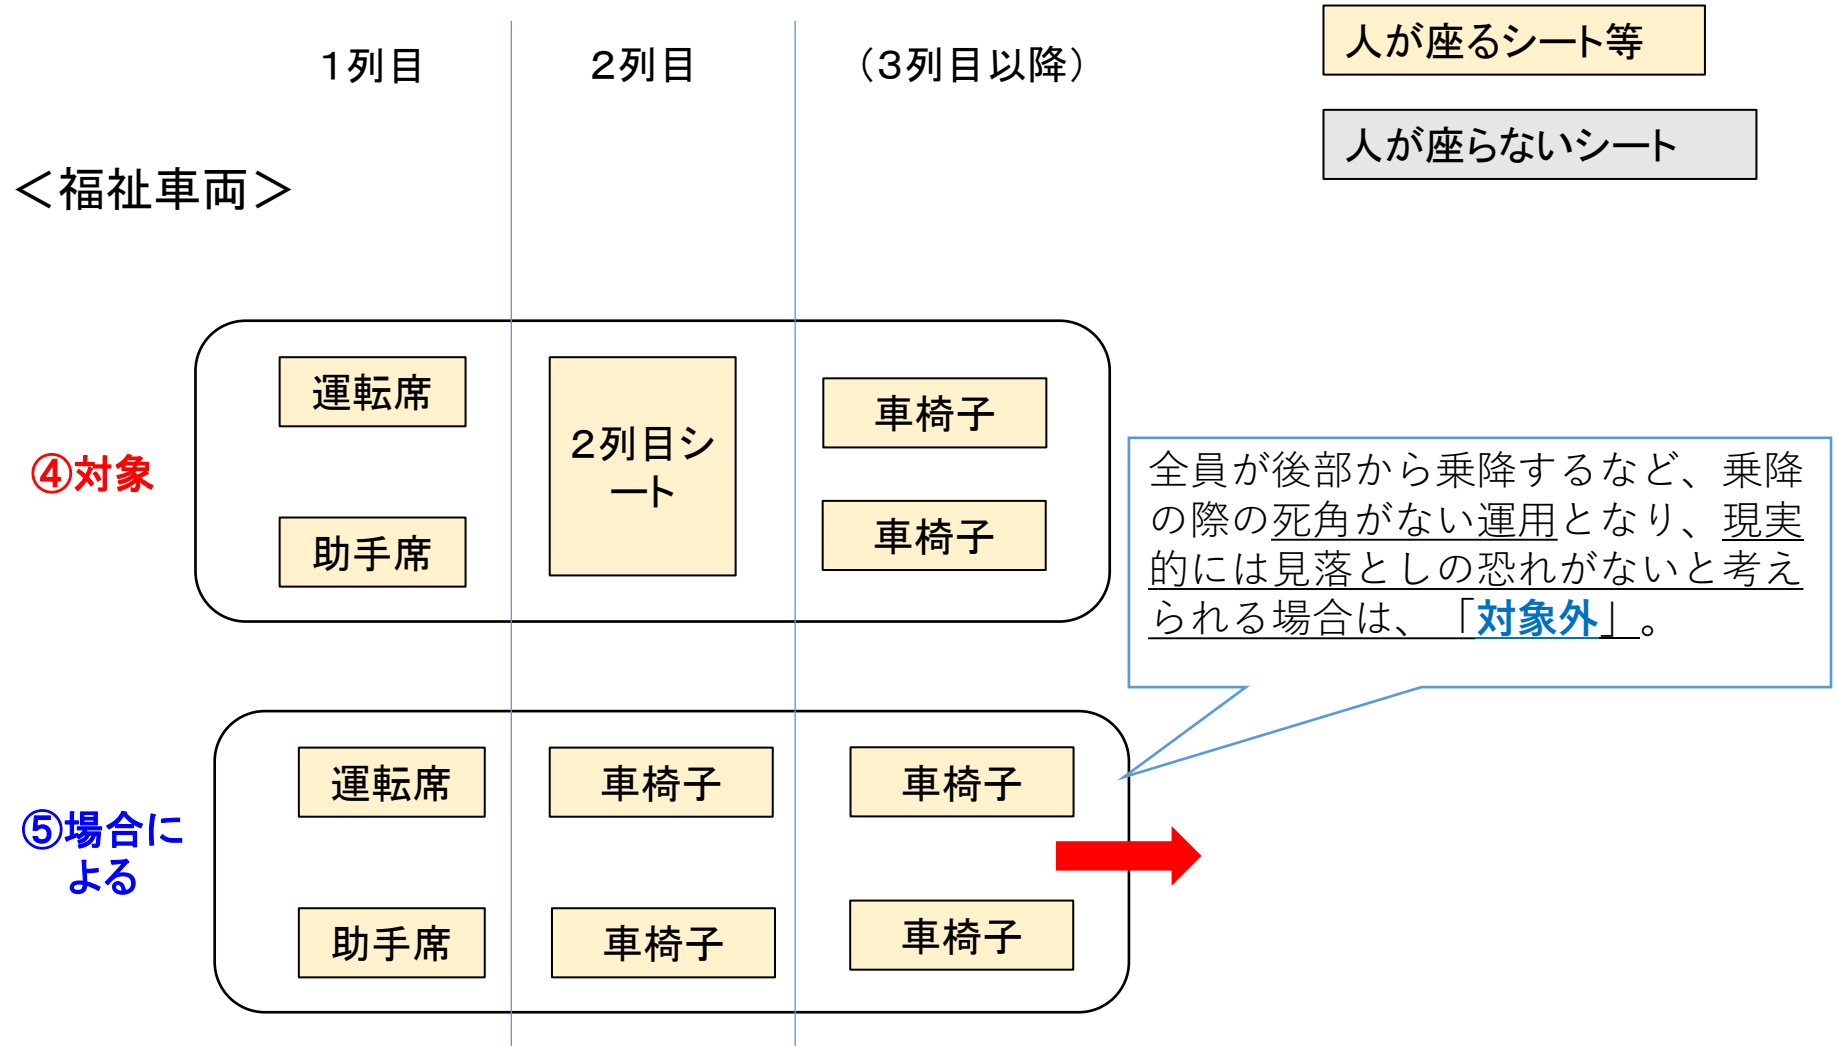 １列目
２列目
（３列目以降）
人が座るシート等
人が座らないシート
＜福祉車両＞
④対象
運転席
助手席
２列目シ
ート
車椅子
車椅子
全員が後部から乗降するなど、乗降
の際の死角がない運用となり、現実
的には見落としの恐れがないと考え
られる場合は、「対象外」。
⑤場合に
よる
運転席
車椅子
車椅子
助手席
車椅子
車椅子